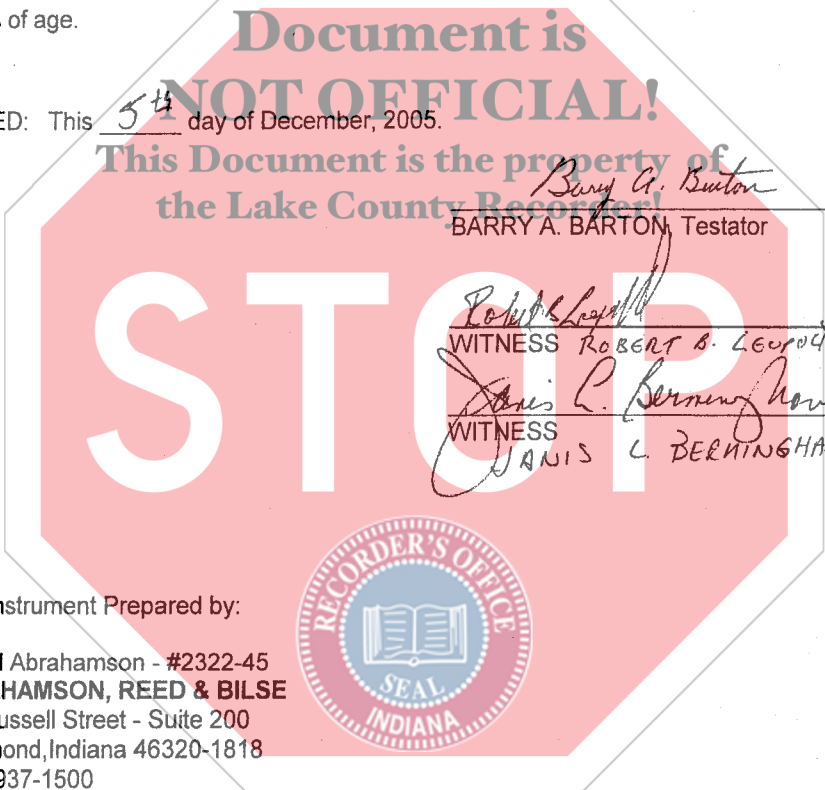 of age.
Document is
NOT OFFICIAL!
ED: This 5th day of December, 2005.
This Document is the property of
the Lake County Recorder!
Barry A. Barton
BARRY A. BARTON, Testator
WITNESS ROBERT B.
Janis L.
WITNESS
JANIS L. BERNINGHA
STOP
RECORDER'S OFFICE
SEAL
INDIANA
nstrument Prepared by:
Abrahamson - #2322-45
HAMSON, REED & BILSE
ussell Street - Suite 200
ond, Indiana 46320-1818
937-1500